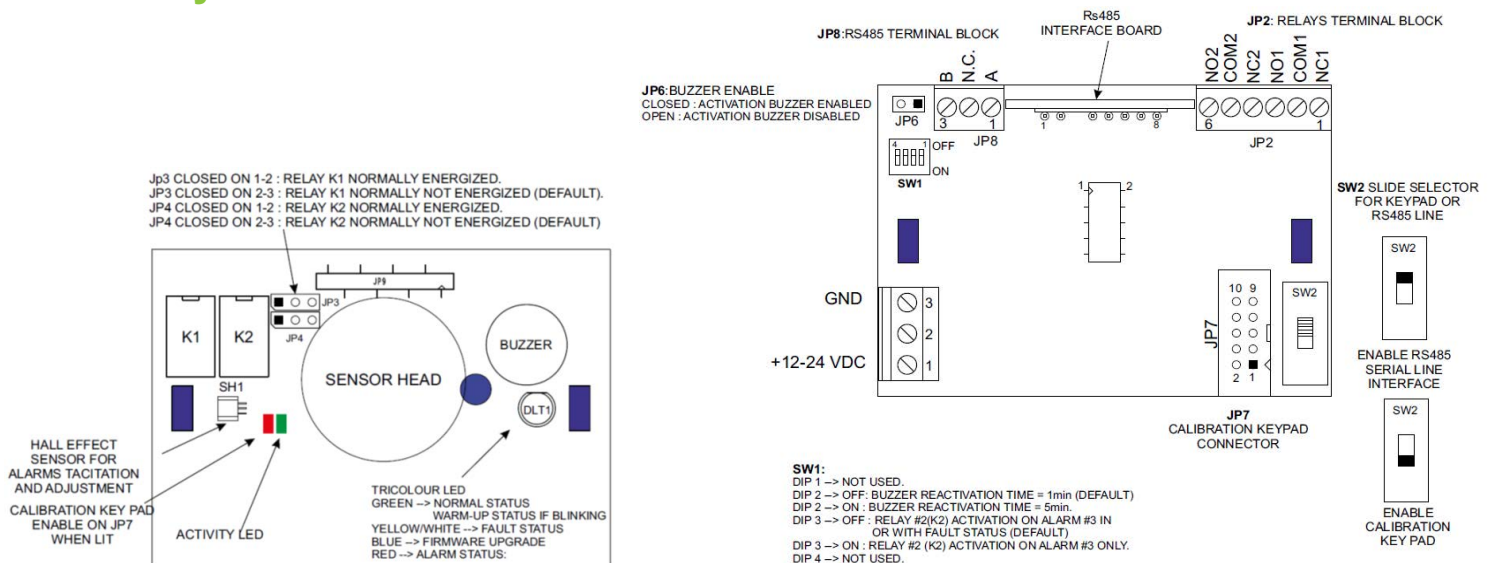 Jp3 CLOSED ON 1-2 : RELAY K1 NORMALLY ENERGIZED.
JP3 CLOSED ON 2-3 : RELAY K1 NORMALLY NOT ENERGIZED (DEFAULT).
JP4 CLOSED ON 1-2 : RELAY K2 NORMALLY ENERGIZED.
JP4 CLOSED ON 2-3 : RELAY K2 NORMALLY NOT ENERGIZED (DEFAULT)
JP9
JP3
JP4
K1
K2
SH1
SENSOR HEAD
BUZZER
DLT1
HALL EFFECT
SENSOR FOR
ALARMS TACITATION
AND ADJUSTMENT
CALIBRATION KEY PAD
ENABLE ON JP7
WHEN LIT
ACTIVITY LED
TRICOLOUR LED
GREEN --> NORMAL STATUS
WARM-UP STATUS IF BLINKING
YELLOW/WHITE --> FAULT STATUS
BLUE --> FIRMWARE UPGRADE
RED --> ALARM STATUS:
JP8:RS485 TERMINAL BLOCK
Rs485
INTERFACE BOARD
JP2: RELAYS TERMINAL BLOCK
JP6:BUZZER ENABLE
CLOSED : ACTIVATION BUZZER ENABLED
OPEN : ACTIVATION BUZZER DISABLED
B
N.C.
A
NO2
COM2
NC2
NO1
COM1
NC1
JP6
3 1
JP8
1 8
6 1
JP2
4 1 OFF
ON
SW1
1 2
GND
+12-24 VDC
3
2
1
10 9
JP7
2 1
SW2
JP7
CALIBRATION KEYPAD
CONNECTOR
SW2 SLIDE SELECTOR
FOR KEYPAD OR
RS485 LINE
SW2
ENABLE RS485
SERIAL LINE
INTERFACE
SW2
ENABLE
CALIBRATION
KEY PAD
SW1:
DIP 1 --> NOT USED.
DIP 2 --> OFF: BUZZER REACTIVATION TIME = 1min (DEFAULT)
DIP 2 --> ON : BUZZER REACTIVATION TIME = 5min.
DIP 3 --> OFF : RELAY #2(K2) ACTIVATION ON ALARM #3 IN
OR WITH FAULT STATUS (DEFAULT)
DIP 3 --> ON : RELAY #2 (K2) ACTIVATION ON ALARM #3 ONLY.
DIP 4 --> NOT USED.